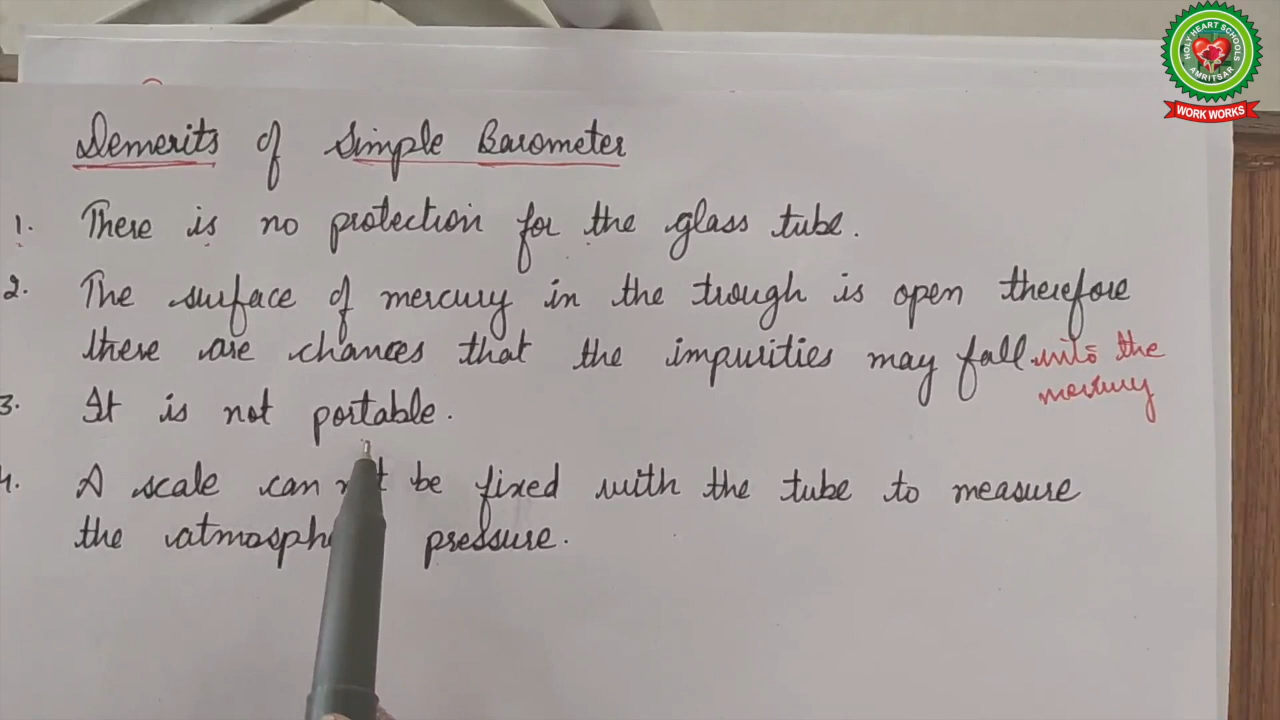 HOLY HEART SCHOOLS
AMRITSAR
WORK WORKS
Demerits of Simple Barometer
1. There is no protection for the glass tube.
2. The surface of mercury in the trough is open therefore
there are chances that the impurities may fall into the
mercury
3. It is not portable.
4. A scale can be fixed with the tube to measure
the pressure.